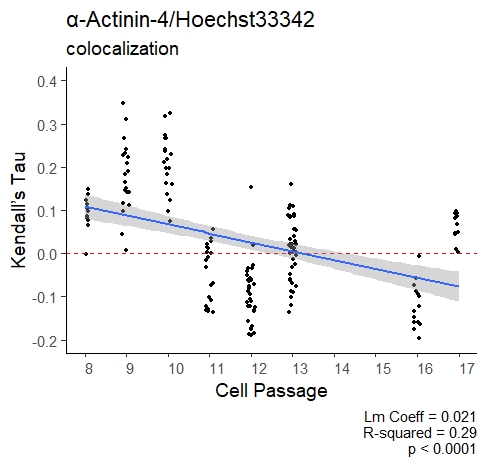 α-Actinin-4/Hoechst33342
colocalization
0.4
0.3
0.2
0.1
0.0
-0.1
-0.2
Kendall's Tau
8 9 10 11 12 13 14 15 16 17
Cell Passage
Lm Coeff = 0.021
R-squared = 0.29
p < 0.0001